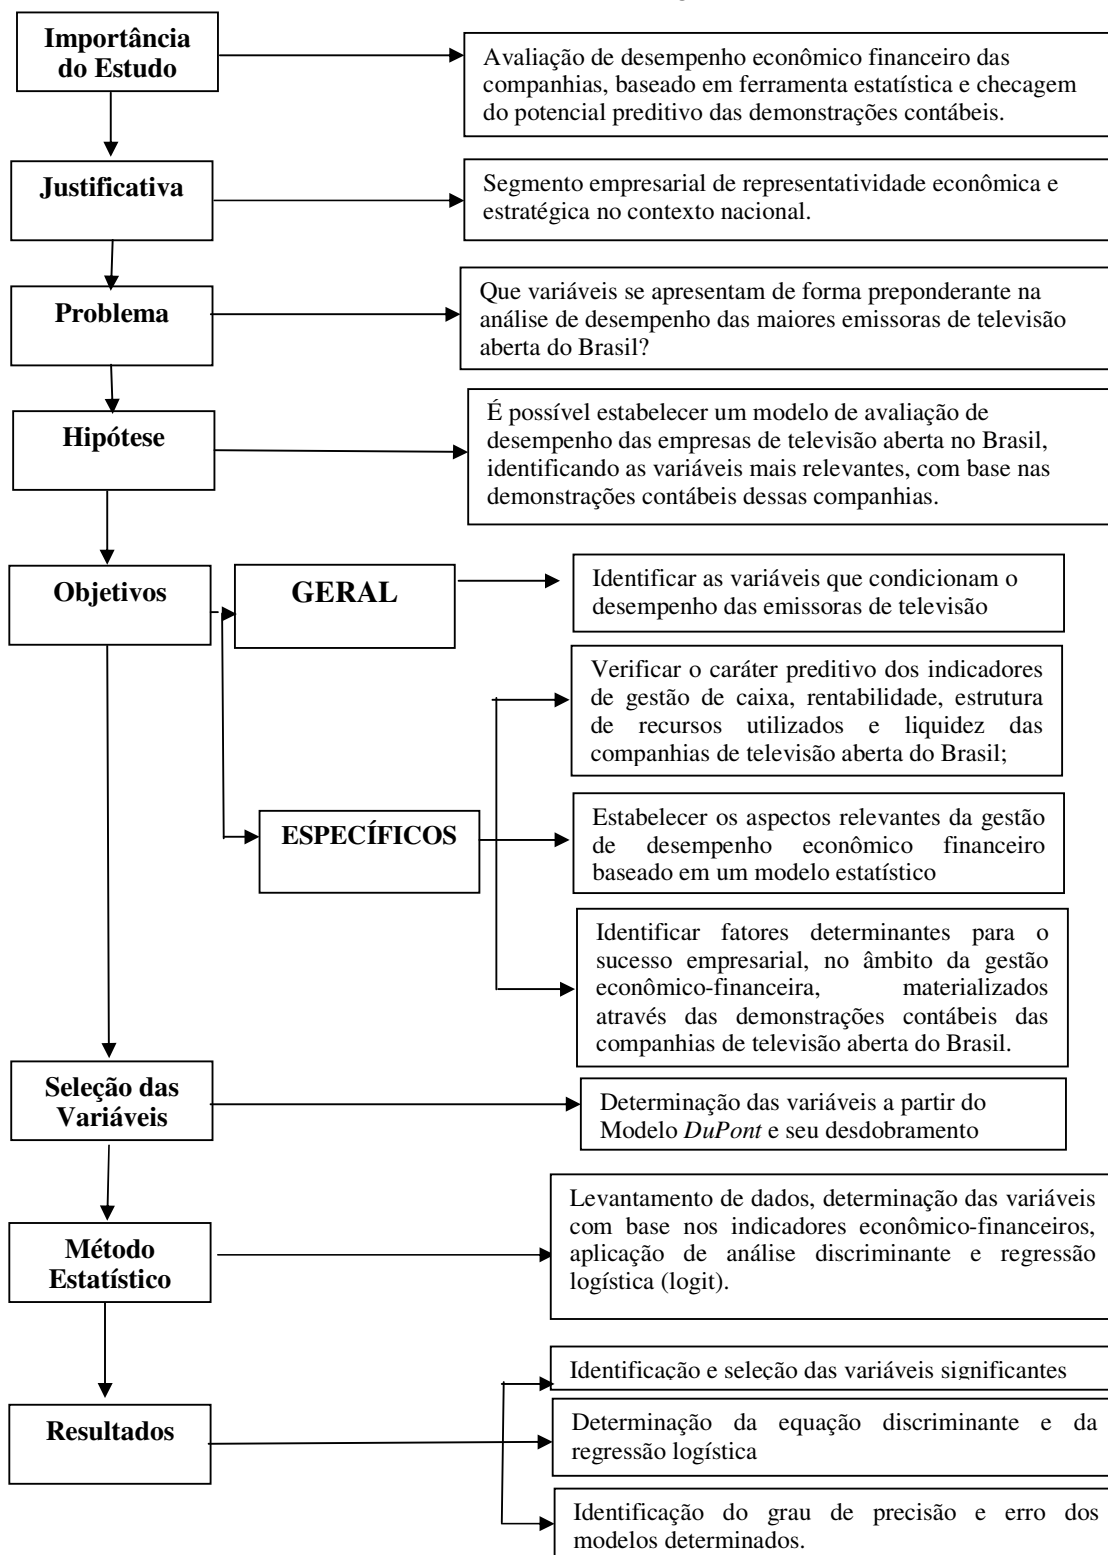 Importância
do Estudo
Avaliação de desempenho econômico financeiro das
companhias, baseado em ferramenta estatística e checagem
do potencial preditivo das demonstrações contábeis.
Justificativa
Segmento empresarial de representatividade econômica e
estratégica no contexto nacional.
Problema
Que variáveis se apresentam de forma preponderante na
análise de desempenho das maiores emissoras de televisão
aberta do Brasil?
Hipótese
É possível estabelecer um modelo de avaliação de
desempenho das empresas de televisão aberta no Brasil,
identificando as variáveis mais relevantes, com base nas
demonstrações contábeis dessas companhias.
Objetivos
GERAL
Identificar as variáveis que condicionam o
desempenho das emissoras de televisão
Verificar o caráter preditivo dos indicadores
de gestão de caixa, rentabilidade, estrutura
de recursos utilizados e liquidez das
companhias de televisão aberta do Brasil;
ESPECÍFICOS
Estabelecer os aspectos relevantes da gestão
de desempenho econômico financeiro
baseado em um modelo estatístico
Identificar fatores determinantes para o
sucesso empresarial, no âmbito da gestão
econômico-financeira, materializados
através das demonstrações contábeis das
companhias de televisão aberta do Brasil.
Seleção das
Variáveis
Determinação das variáveis a partir do
Modelo DuPont e seu desdobramento
Método
Estatístico
Levantamento de dados, determinação das variáveis
com base nos indicadores econômico-financeiros,
aplicação de análise discriminante e regressão
logística (logit).
Resultados
Identificação e seleção das variáveis significantes
Determinação da equação discriminante e da
regressão logística
Identificação do grau de precisão e erro dos
modelos determinados.